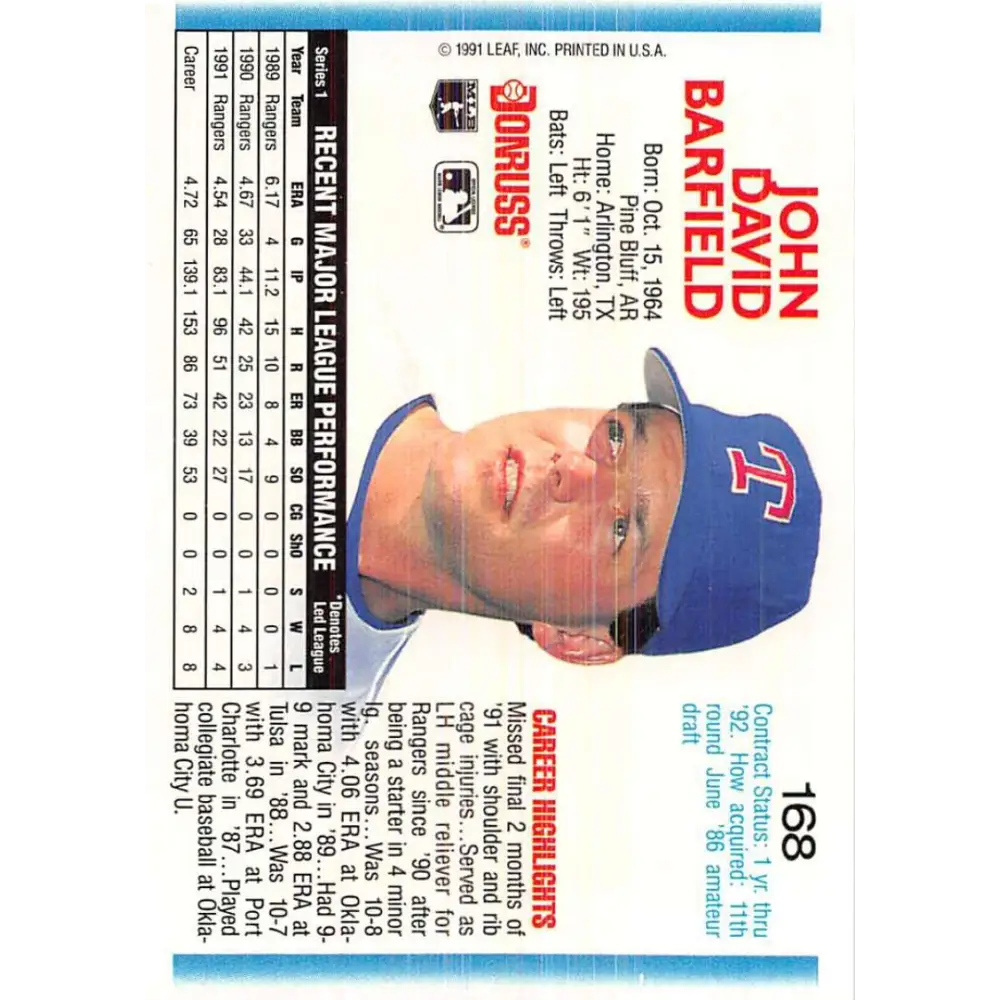 168
JOHN
DAVID
BARFIELD
Born: Oct. 15, 1964
Pine Bluff, AR
Home: Arlington, TX
Ht: 6'1" Wt: 195
Bats: Left Throws: Left
DONRUSS®
MLB
© 1991 LEAF, INC. PRINTED IN U.S.A.
Contract Status: 1 yr. thru
'92. How acquired: 11th
round June '86 amateur
draft
CAREER HIGHLIGHTS
Missed final 2 months of
'91 with shoulder and rib
cage injuries...Served as
LH middle reliever for
Rangers since '90 after
being a starter in 4 minor
lg. seasons...Was 10-8
with 4.06 ERA at Okla-
homa City in '89...Had 9-
9 mark and 2.88 ERA at
Tulsa in '88...Was 10-7
with 3.69 ERA at Port
Charlotte in '87...Played
collegiate baseball at Okla-
homa City U.
T
Series 1 RECENT MAJOR LEAGUE PERFORMANCE *Denotes Led League
Year Team ERA G IP H R ER BB SO CG ShO S W L
1989 Rangers 6.17 4 11.2 15 10 8 4 9 0 0 0 0 1
1990 Rangers 4.67 33 44.1 42 25 23 13 17 0 0 1 4 3
1991 Rangers 4.54 28 83.1 96 51 42 22 27 0 0 1 4 4
Career 4.72 65 139.1 153 86 73 39 53 0 0 2 8 8